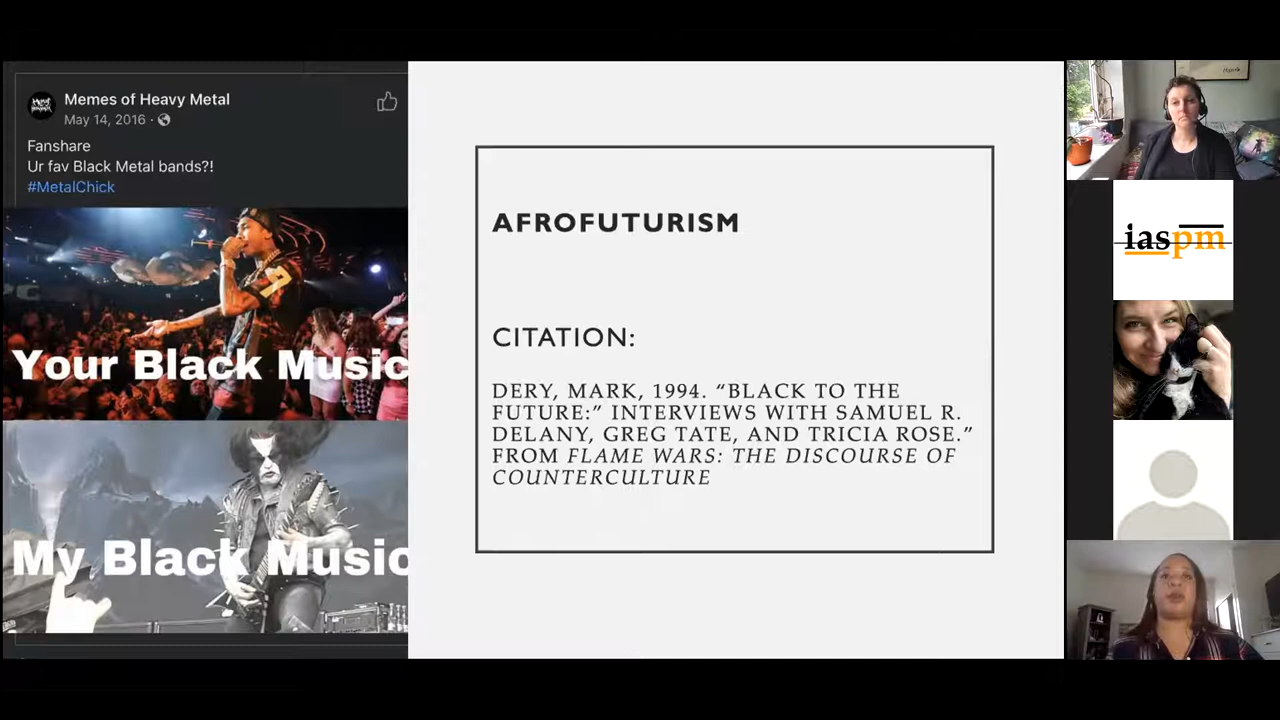 Memes of Heavy Metal
May 14, 2016 ·
Fanshare
Ur fav Black Metal bands?!
#MetalChick
Your Black Music
My Black Music
AFROFUTURISM
CITATION:
DERY, MARK, 1994. “BLACK TO THE
FUTURE:” INTERVIEWS WITH SAMUEL R.
DELANY, GREG TATE, AND TRICIA ROSE.”
FROM FLAME WARS: THE DISCOURSE OF
COUNTERCULTURE
iaspm